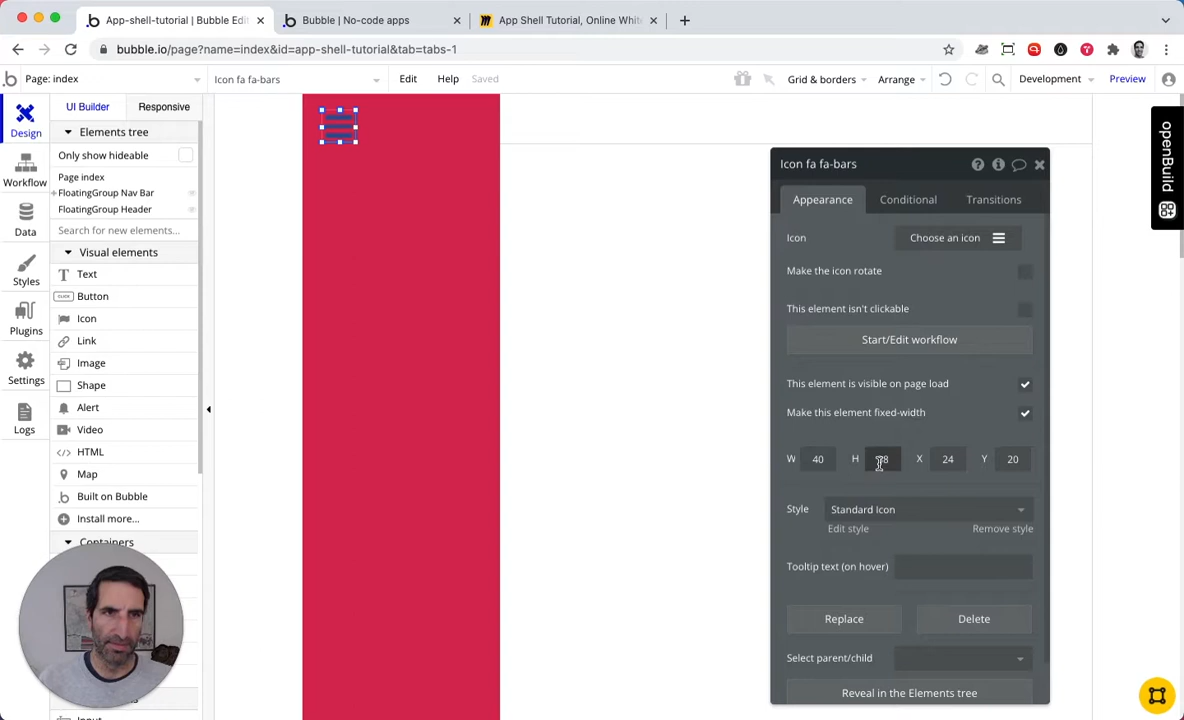 App-shell-tutorial | Bubble Edi
Bubble | No-code apps
App Shell Tutorial, Online Whit
bubble.io/page?name=index&id=app-shell-tutorial&tab=tabs-1
Page: index
Icon fa fa-bars
Edit
Help
Saved
Grid & borders
Arrange
Development
Preview
Design
Workflow
Data
Styles
Plugins
Settings
Logs
UI Builder
Responsive
Elements tree
Only show hideable
Page index
FloatingGroup Nav Bar
FloatingGroup Header
Search for new elements...
Visual elements
Text
CLICK
Button
Icon
Link
Image
Shape
Alert
Video
HTML
Map
Built on Bubble
Install more...
Containers
Input
Icon fa fa-bars
Appearance
Conditional
Transitions
Icon
Choose an icon
Make the icon rotate
This element isn't clickable
Start/Edit workflow
This element is visible on page load
Make this element fixed-width
W 40 H X 24 Y 20
Style
Standard Icon
Edit style
Remove style
Tooltip text (on hover)
Replace
Delete
Select parent/child
Reveal in the Elements tree
openBuild